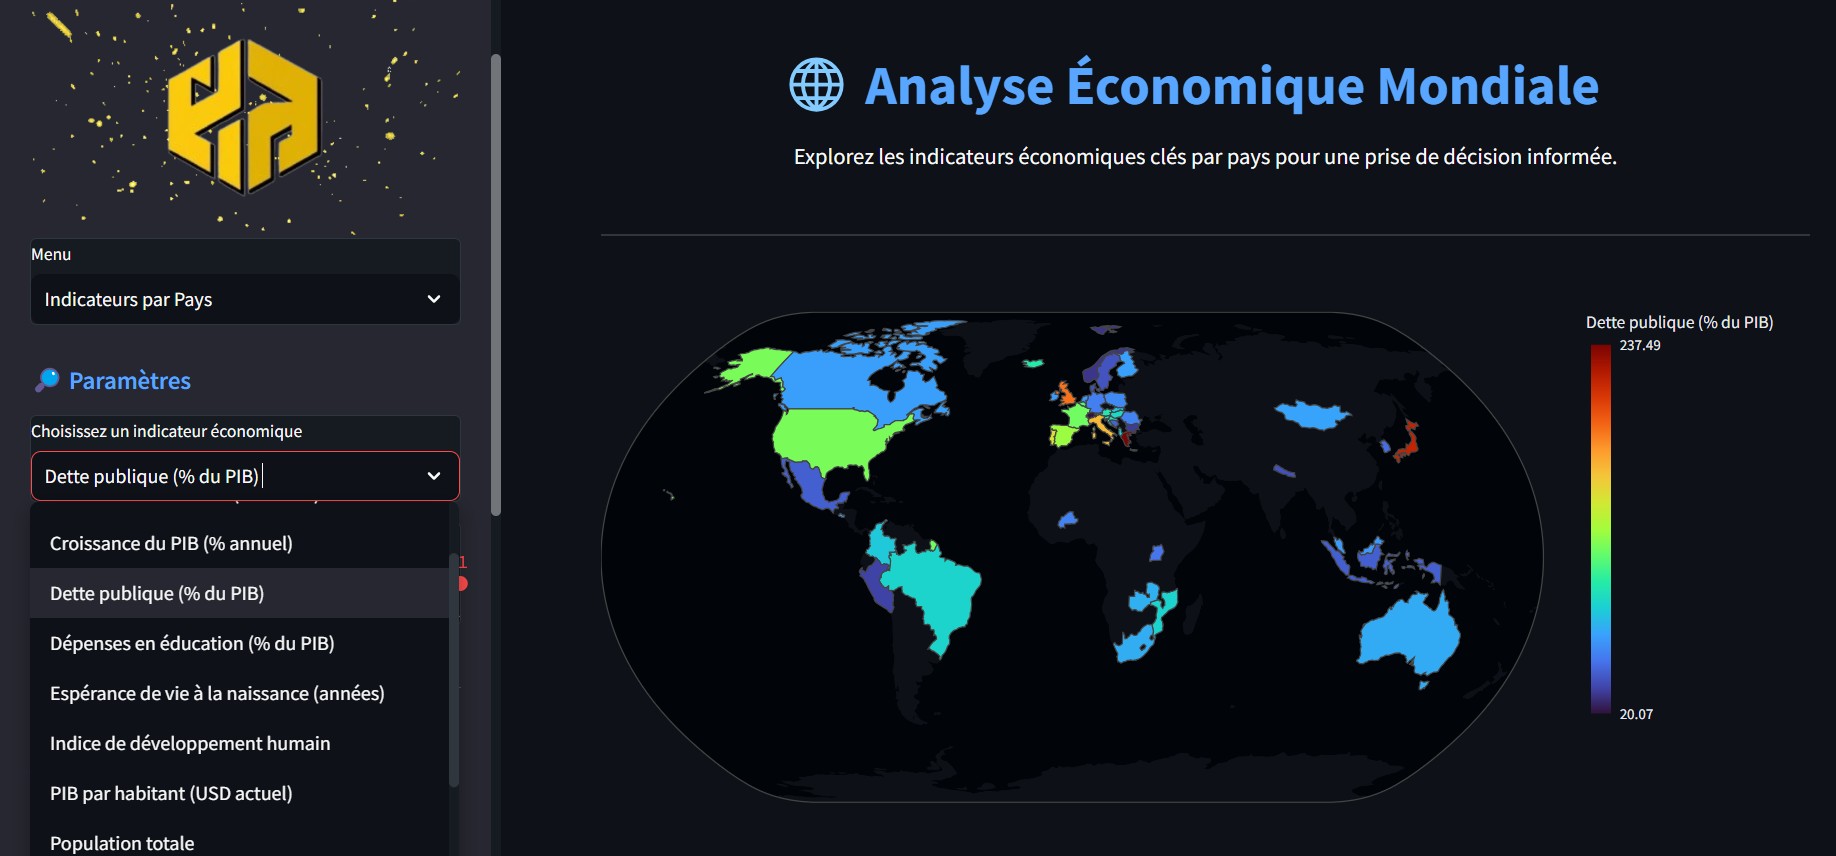 Menu
Indicateurs par Pays
Paramètres
Choisissez un indicateur économique
Dette publique (% du PIB)
Croissance du PIB (% annuel)
1
Dette publique (% du PIB)
Dépenses en éducation (% du PIB)
Espérance de vie à la naissance (années)
Indice de développement humain
PIB par habitant (USD actuel)
Population totale
Analyse Économique Mondiale
Explorez les indicateurs économiques clés par pays pour une prise de décision informée.
Dette publique (% du PIB)
237.49
20.07